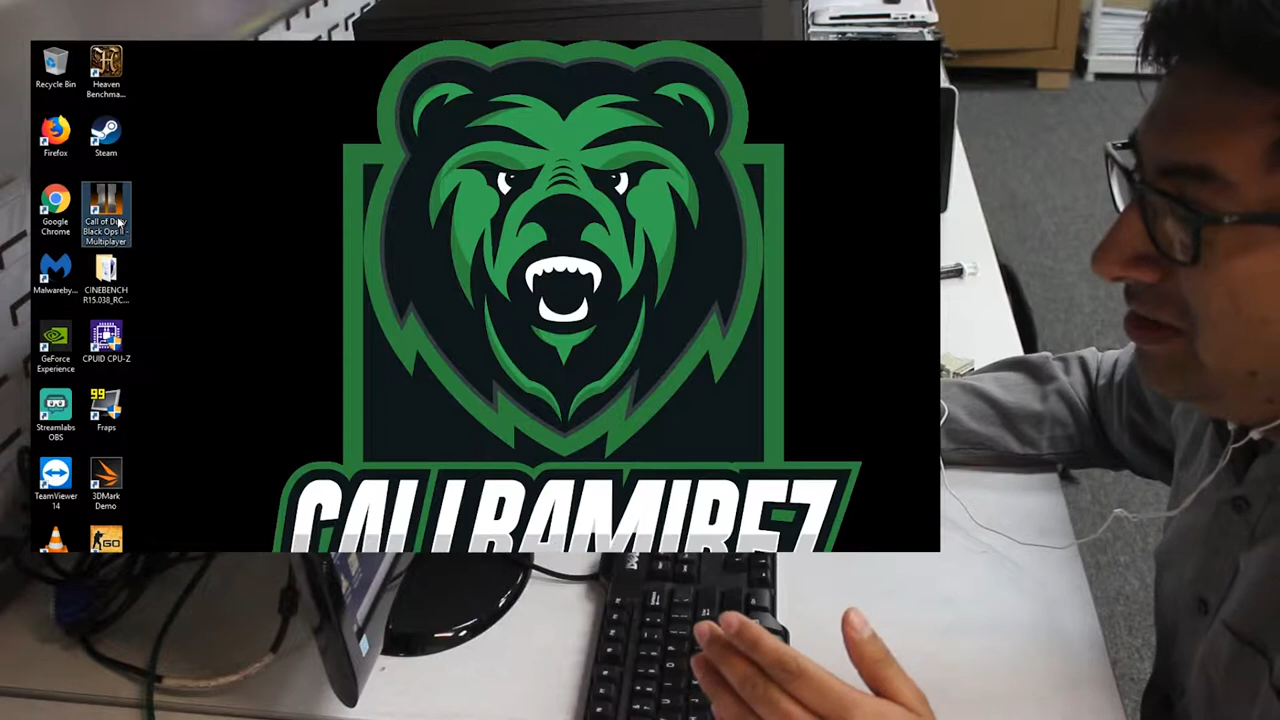 Recycle Bin
Heaven
Benchma...
Firefox
Steam
Google
Chrome
Call of Duty
Black Ops II -
Multiplayer
Malwareby...
CINEBENCH
R15.038_RC...
GeForce
Experience
CPUID CPU-Z
Streamlabs
OBS
99
Fraps
TeamViewer
14
3DMark
Demo
GO
CALLRAMIREZ